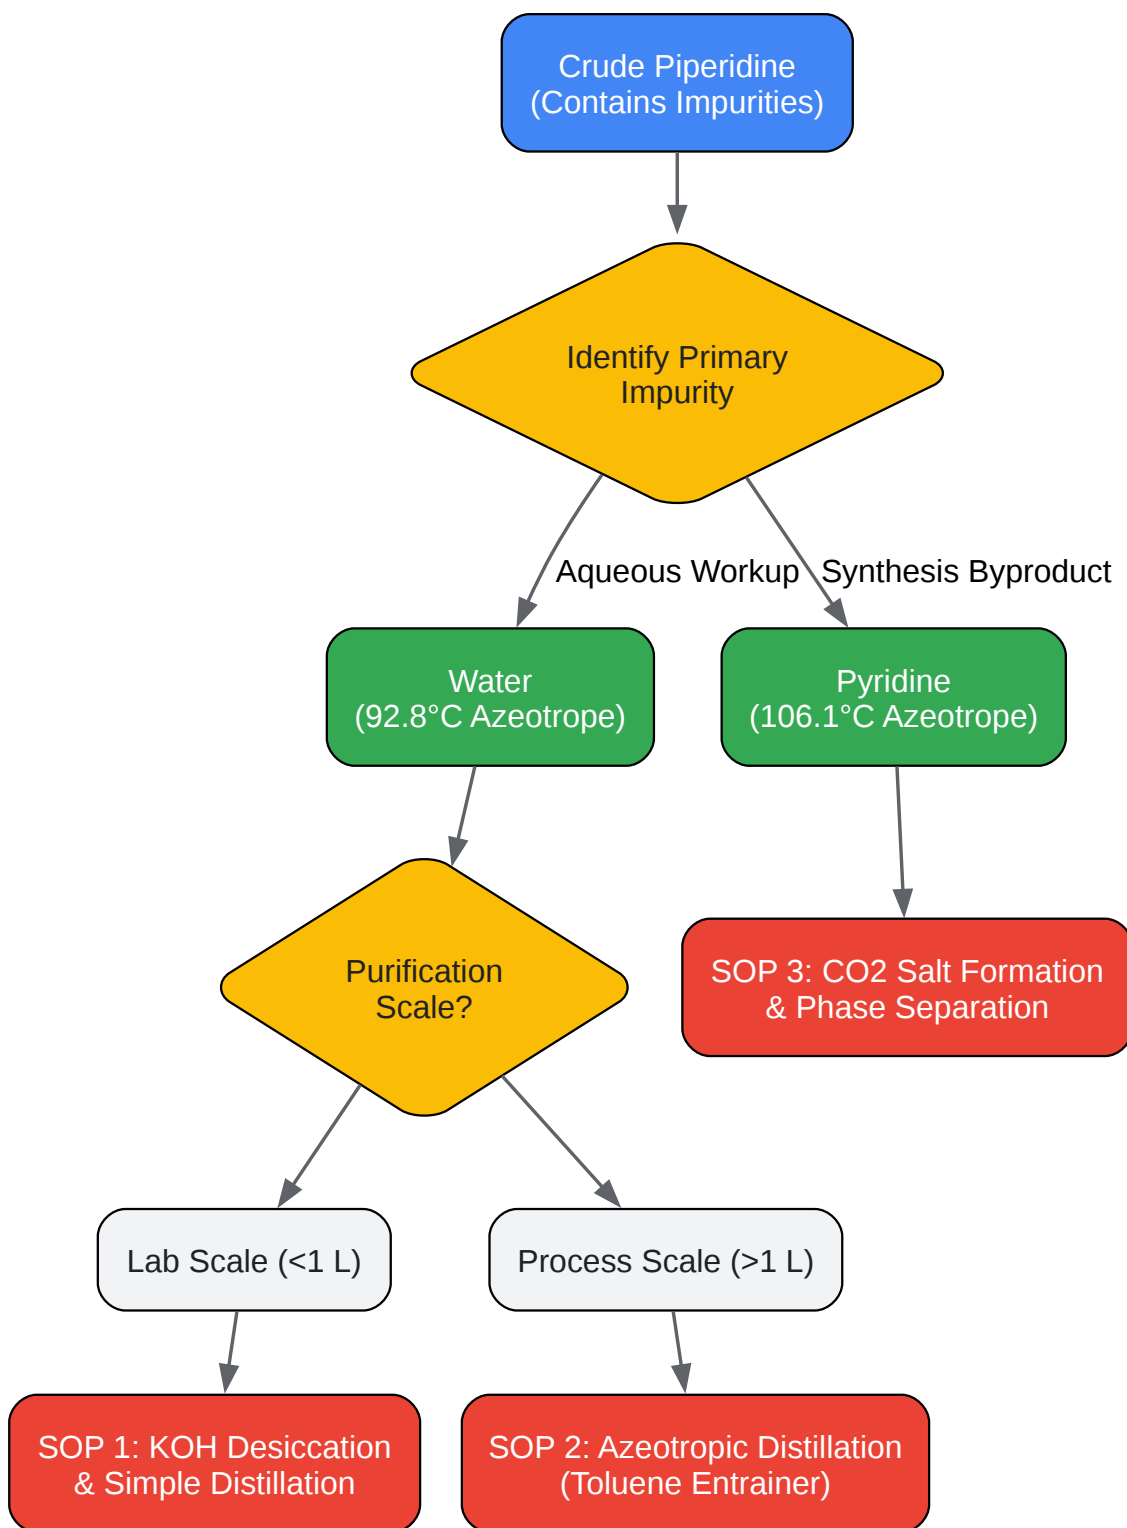 Crude Piperidine
(Contains Impurities)
Identify Primary
Impurity
Aqueous Workup
Synthesis Byproduct
Water
(92.8°C Azeotrope)
Pyridine
(106.1°C Azeotrope)
Purification
Scale?
SOP 3: CO2 Salt Formation
& Phase Separation
Lab Scale (<1 L)
Process Scale (>1 L)
SOP 1: KOH Desiccation
& Simple Distillation
SOP 2: Azeotropic Distillation
(Toluene Entrainer)